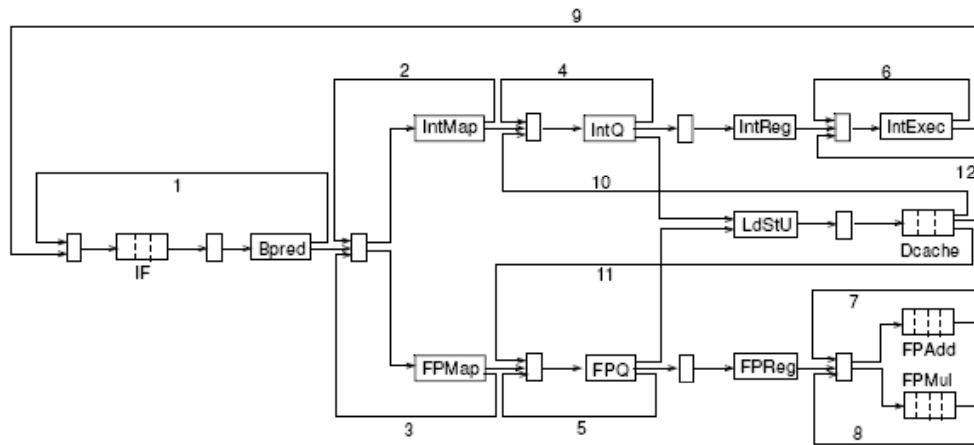 9
2
4
6
IntMap
IntQ
IntReg
IntExec
1
10
12
LdStU
Bpred
IF
Dcache
11
7
FPAdd
FPMap
FPQ
FPReg
FPMul
3
5
8